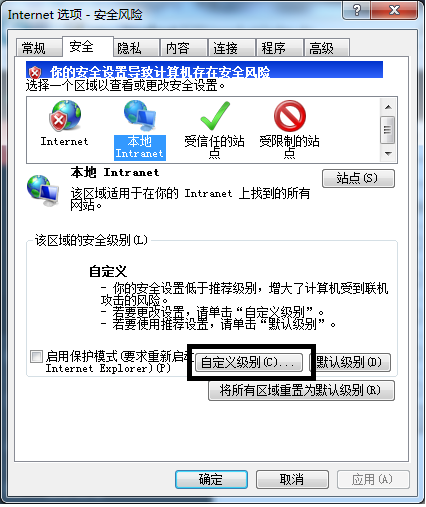 Internet 选项 - 安全风险
常规 安全 隐私 内容 连接 程序 高级
你的安全设置导致计算机存在安全风险
选择一个区域以查看或更改安全设置。
Internet 本地 Intranet 受信任的站点 受限制的站点
本地 Intranet
站点(S)
该区域适用于在你的 Intranet 上找到的所有
网站。
该区域的安全级别(L)
自定义
- 你的安全设置低于推荐级别，增大了计算机受到联机
攻击的风险。
- 若要更改设置，请单击“自定义级别”。
- 若要使用推荐设置，请单击“默认级别”。
启用保护模式(要求重新启动
Internet Explorer)(P)
自定义级别(C)... 默认级别(D)
将所有区域重置为默认级别(R)
确定 取消 应用(A)